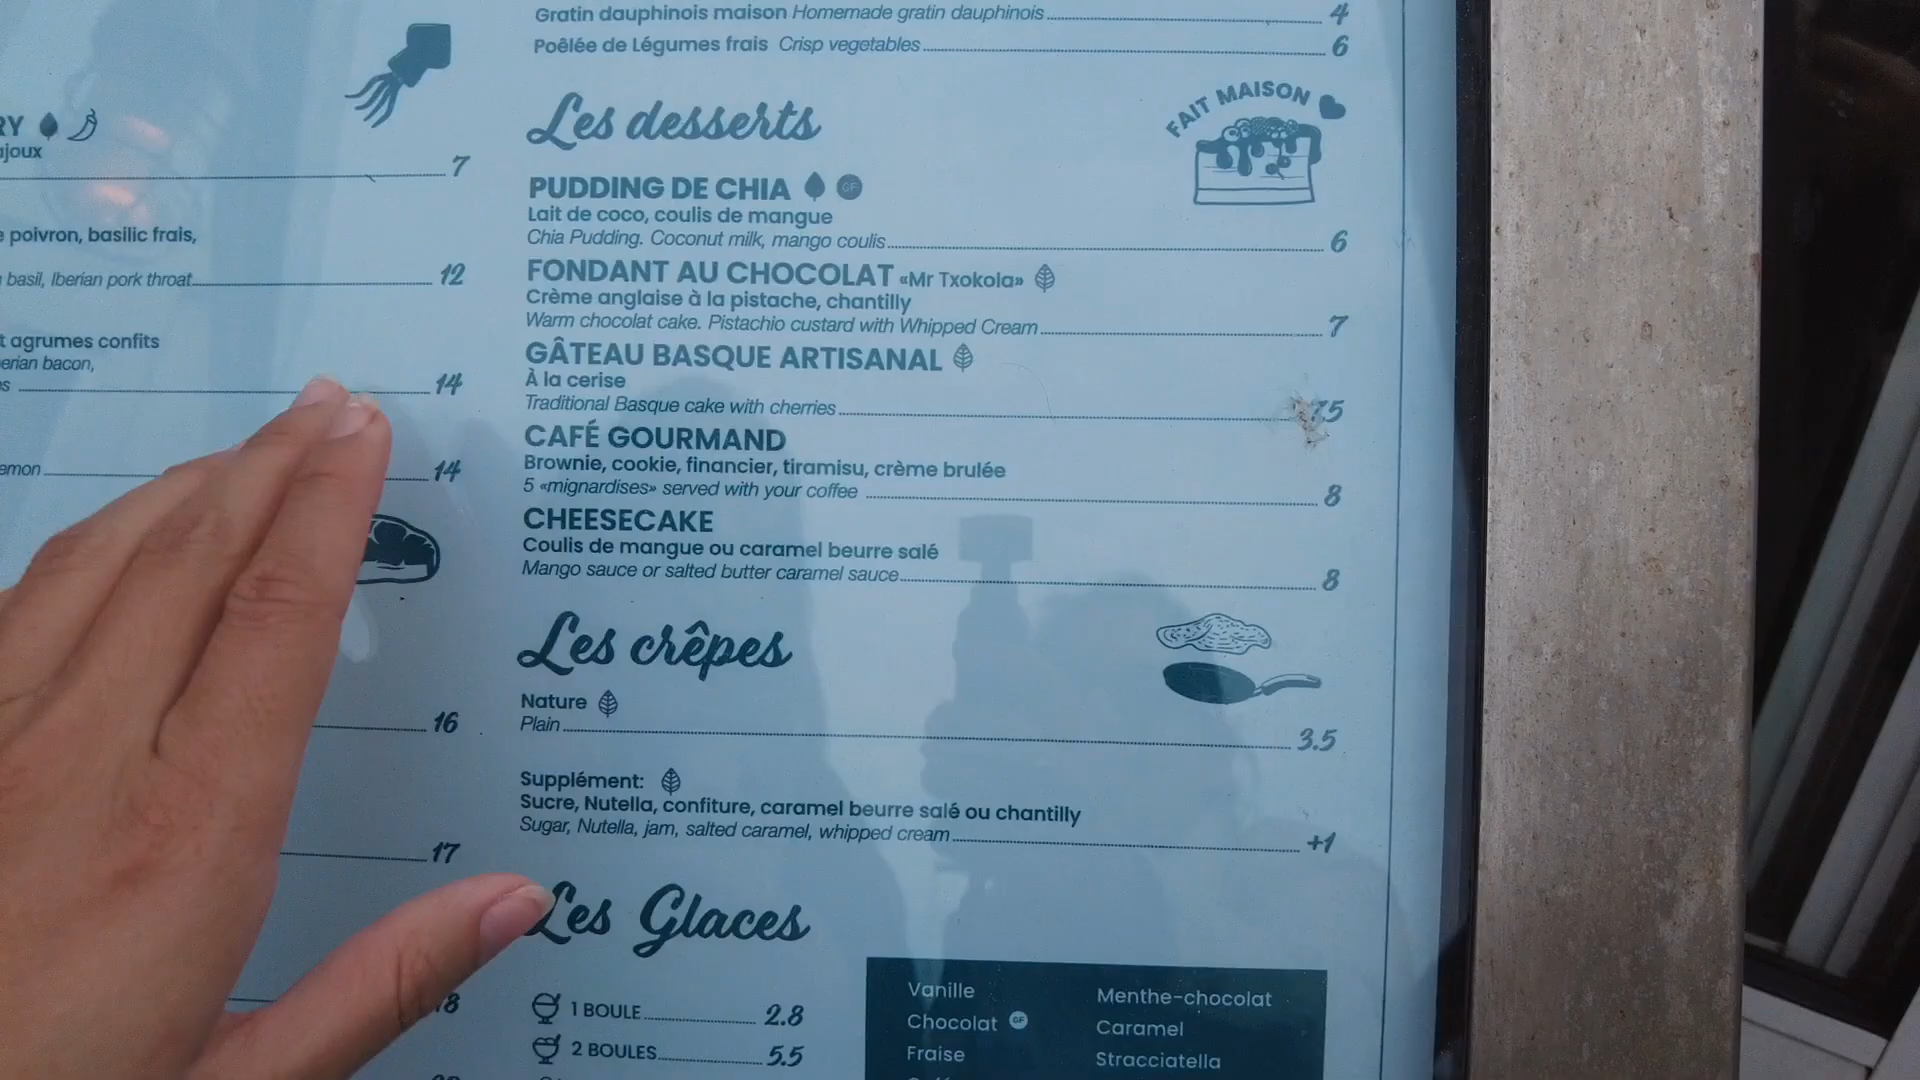 RY
ajoux
7
e poivron, basilic frais,
basil, Iberian pork throat 12
t agrumes confits
erian bacon,
14
emon 14
16
17
Gratin dauphinois maison Homemade gratin dauphinois 4
Poêlée de Légumes frais Crisp vegetables 6
Les desserts
FAIT MAISON
PUDDING DE CHIA GF
Lait de coco, coulis de mangue
Chia Pudding. Coconut milk, mango coulis 6
FONDANT AU CHOCOLAT «Mr Txokola»
Crème anglaise à la pistache, chantilly
Warm chocolat cake. Pistachio custard with Whipped Cream 7
GÂTEAU BASQUE ARTISANAL
À la cerise
Traditional Basque cake with cherries 7.5
CAFÉ GOURMAND
Brownie, cookie, financier, tiramisu, crème brulée
5 «mignardises» served with your coffee 8
CHEESECAKE
Coulis de mangue ou caramel beurre salé
Mango sauce or salted butter caramel sauce 8
Les crêpes
Nature
Plain 3.5
Supplément:
Sucre, Nutella, confiture, caramel beurre salé ou chantilly
Sugar, Nutella, jam, salted caramel, whipped cream +1
Les Glaces
1 BOULE 2.8
2 BOULES 5.5
Vanille
Chocolat GF
Fraise
Menthe-chocolat
Caramel
Stracciatella